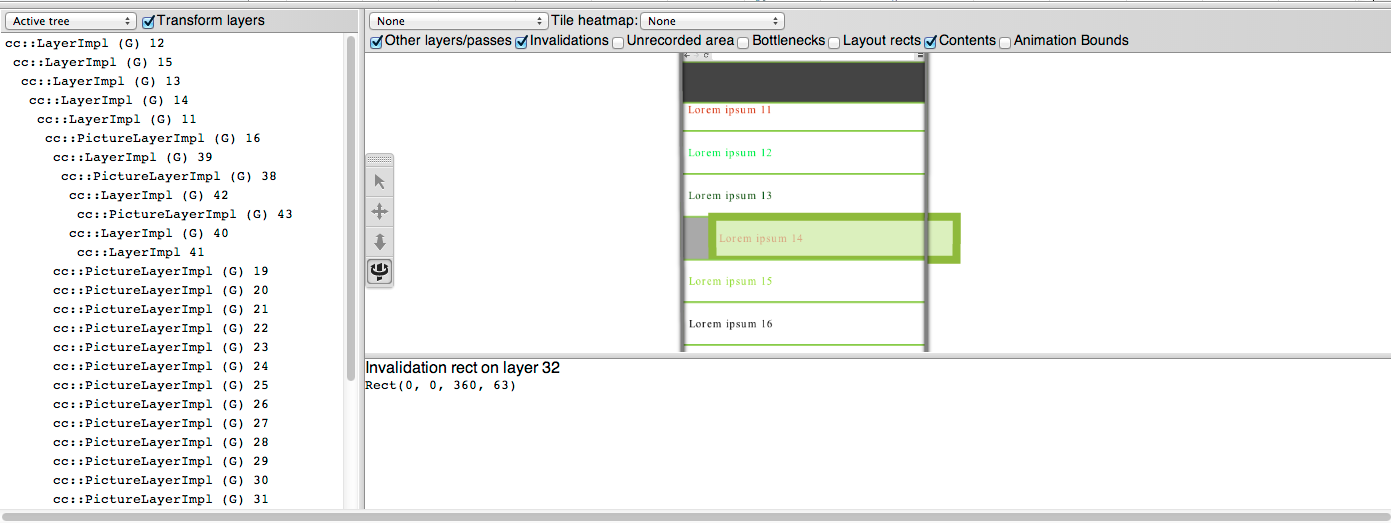 Active tree Transform layers
cc::LayerImpl (G) 12
cc::LayerImpl (G) 15
cc::LayerImpl (G) 13
cc::LayerImpl (G) 14
cc::LayerImpl (G) 11
cc::PictureLayerImpl (G) 16
cc::LayerImpl (G) 39
cc::PictureLayerImpl (G) 38
cc::LayerImpl (G) 42
cc::PictureLayerImpl (G) 43
cc::LayerImpl (G) 40
cc::LayerImpl 41
cc::PictureLayerImpl (G) 19
cc::PictureLayerImpl (G) 20
cc::PictureLayerImpl (G) 21
cc::PictureLayerImpl (G) 22
cc::PictureLayerImpl (G) 23
cc::PictureLayerImpl (G) 24
cc::PictureLayerImpl (G) 25
cc::PictureLayerImpl (G) 26
cc::PictureLayerImpl (G) 27
cc::PictureLayerImpl (G) 28
cc::PictureLayerImpl (G) 29
cc::PictureLayerImpl (G) 30
cc::PictureLayerImpl (G) 31
None Tile heatmap: None
Other layers/passes Invalidations Unrecorded area Bottlenecks Layout rects Contents Animation Bounds
Lorem ipsum 11
Lorem ipsum 12
Lorem ipsum 13
Lorem ipsum 14
Lorem ipsum 15
Lorem ipsum 16
Invalidation rect on layer 32
Rect(0, 0, 360, 63)